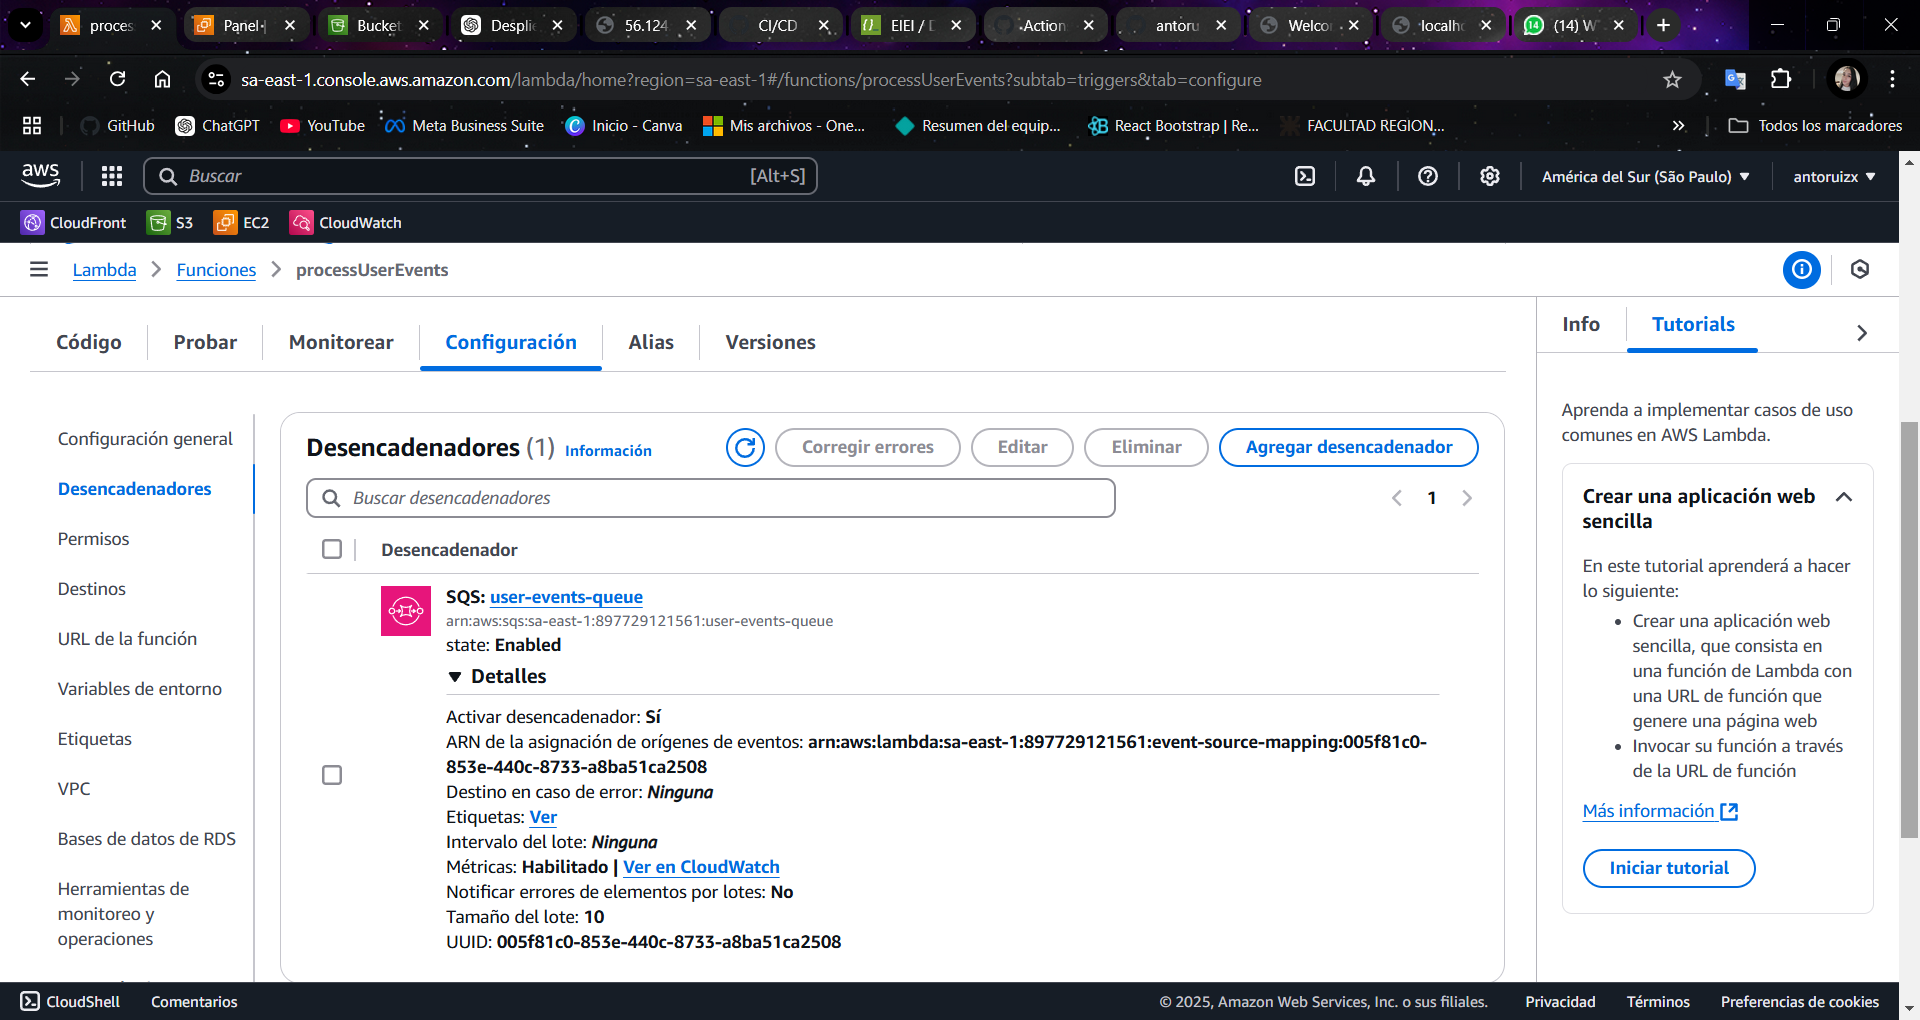 proces
Panel
Bucket
Desplie
56.124
CI/CD
EIEI / D
Action
antoru
Welco
localh
(14) W
sa-east-1.console.aws.amazon.com/lambda/home?region=sa-east-1#/functions/processUserEvents?subtab=triggers&tab=configure
GitHub
ChatGPT
YouTube
Meta Business Suite
Inicio - Canva
Mis archivos - One...
Resumen del equip...
React Bootstrap | Re...
FACULTAD REGION...
Todos los marcadores
aws
Buscar
[Alt+S]
América del Sur (São Paulo)
antoruizx
CloudFront
S3
EC2
CloudWatch
Lambda
Funciones
processUserEvents
Código
Probar
Monitorear
Configuración
Alias
Versiones
Info
Tutorials
Configuración general
Desencadenadores
Permisos
Destinos
URL de la función
Variables de entorno
Etiquetas
VPC
Bases de datos de RDS
Herramientas de
monitoreo y
operaciones
Desencadenadores (1) Información
Corregir errores
Editar
Eliminar
Agregar desencadenador
Buscar desencadenadores
1
Desencadenador
SQS: user-events-queue
arn:aws:sqs:sa-east-1:897729121561:user-events-queue
state: Enabled
Detalles
Activar desencadenador: Sí
ARN de la asignación de orígenes de eventos: arn:aws:lambda:sa-east-1:897729121561:event-source-mapping:005f81c0-
853e-440c-8733-a8ba51ca2508
Destino en caso de error: Ninguna
Etiquetas: Ver
Intervalo del lote: Ninguna
Métricas: Habilitado | Ver en CloudWatch
Notificar errores de elementos por lotes: No
Tamaño del lote: 10
UUID: 005f81c0-853e-440c-8733-a8ba51ca2508
Aprenda a implementar casos de uso
comunes en AWS Lambda.
Crear una aplicación web
sencilla
En este tutorial aprenderá a hacer
lo siguiente:
• Crear una aplicación web
sencilla, que consista en
una función de Lambda con
una URL de función que
genere una página web
• Invocar su función a través
de la URL de función
Más información
Iniciar tutorial
CloudShell
Comentarios
© 2025, Amazon Web Services, Inc. o sus filiales.
Privacidad
Términos
Preferencias de cookies